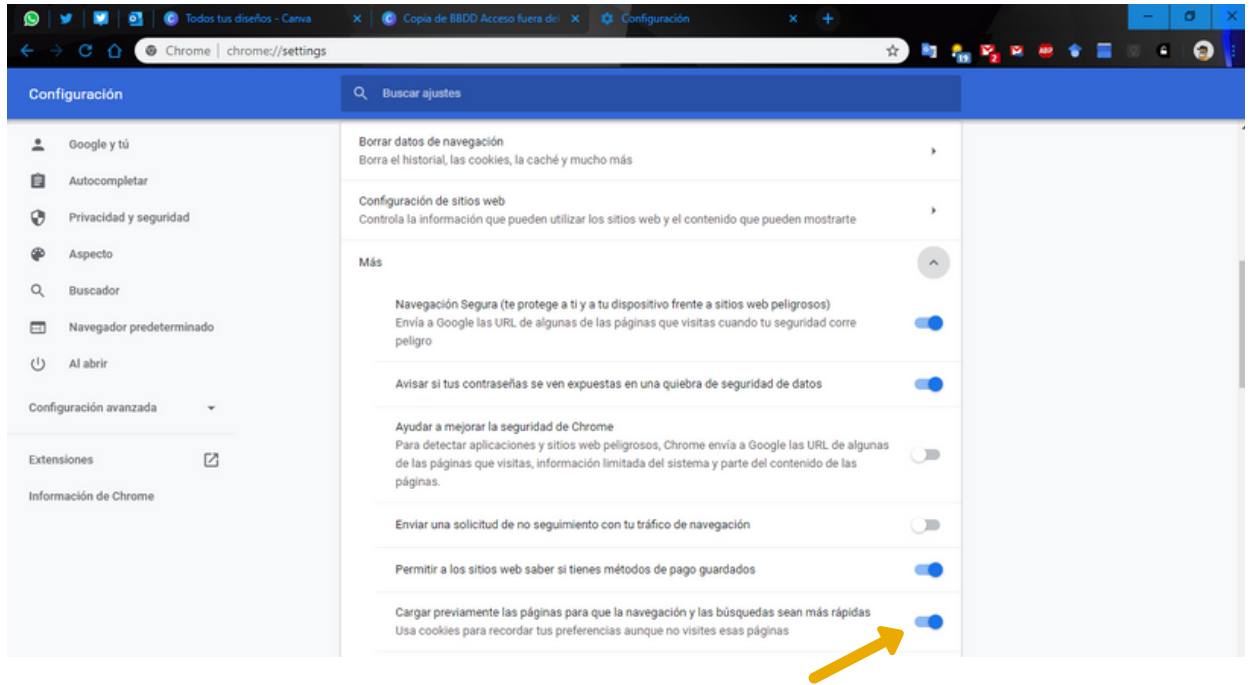 Todos tus diseños - Canva
Copia de BBDD Acceso fuera del
Configuración
Chrome | chrome://settings
19
2
ABP
Configuración
Buscar ajustes
Google y tú
Autocompletar
Privacidad y seguridad
Aspecto
Buscador
Navegador predeterminado
Al abrir
Configuración avanzada
Extensiones
Información de Chrome
Borrar datos de navegación
Borra el historial, las cookies, la caché y mucho más
Configuración de sitios web
Controla la información que pueden utilizar los sitios web y el contenido que pueden mostrarte
Más
Navegación Segura (te protege a ti y a tu dispositivo frente a sitios web peligrosos)
Envía a Google las URL de algunas de las páginas que visitas cuando tu seguridad corre
peligro
Avisar si tus contraseñas se ven expuestas en una quiebra de seguridad de datos
Ayudar a mejorar la seguridad de Chrome
Para detectar aplicaciones y sitios web peligrosos, Chrome envía a Google las URL de algunas
de las páginas que visitas, información limitada del sistema y parte del contenido de las
páginas.
Enviar una solicitud de no seguimiento con tu tráfico de navegación
Permitir a los sitios web saber si tienes métodos de pago guardados
Cargar previamente las páginas para que la navegación y las búsquedas sean más rápidas
Usa cookies para recordar tus preferencias aunque no visites esas páginas